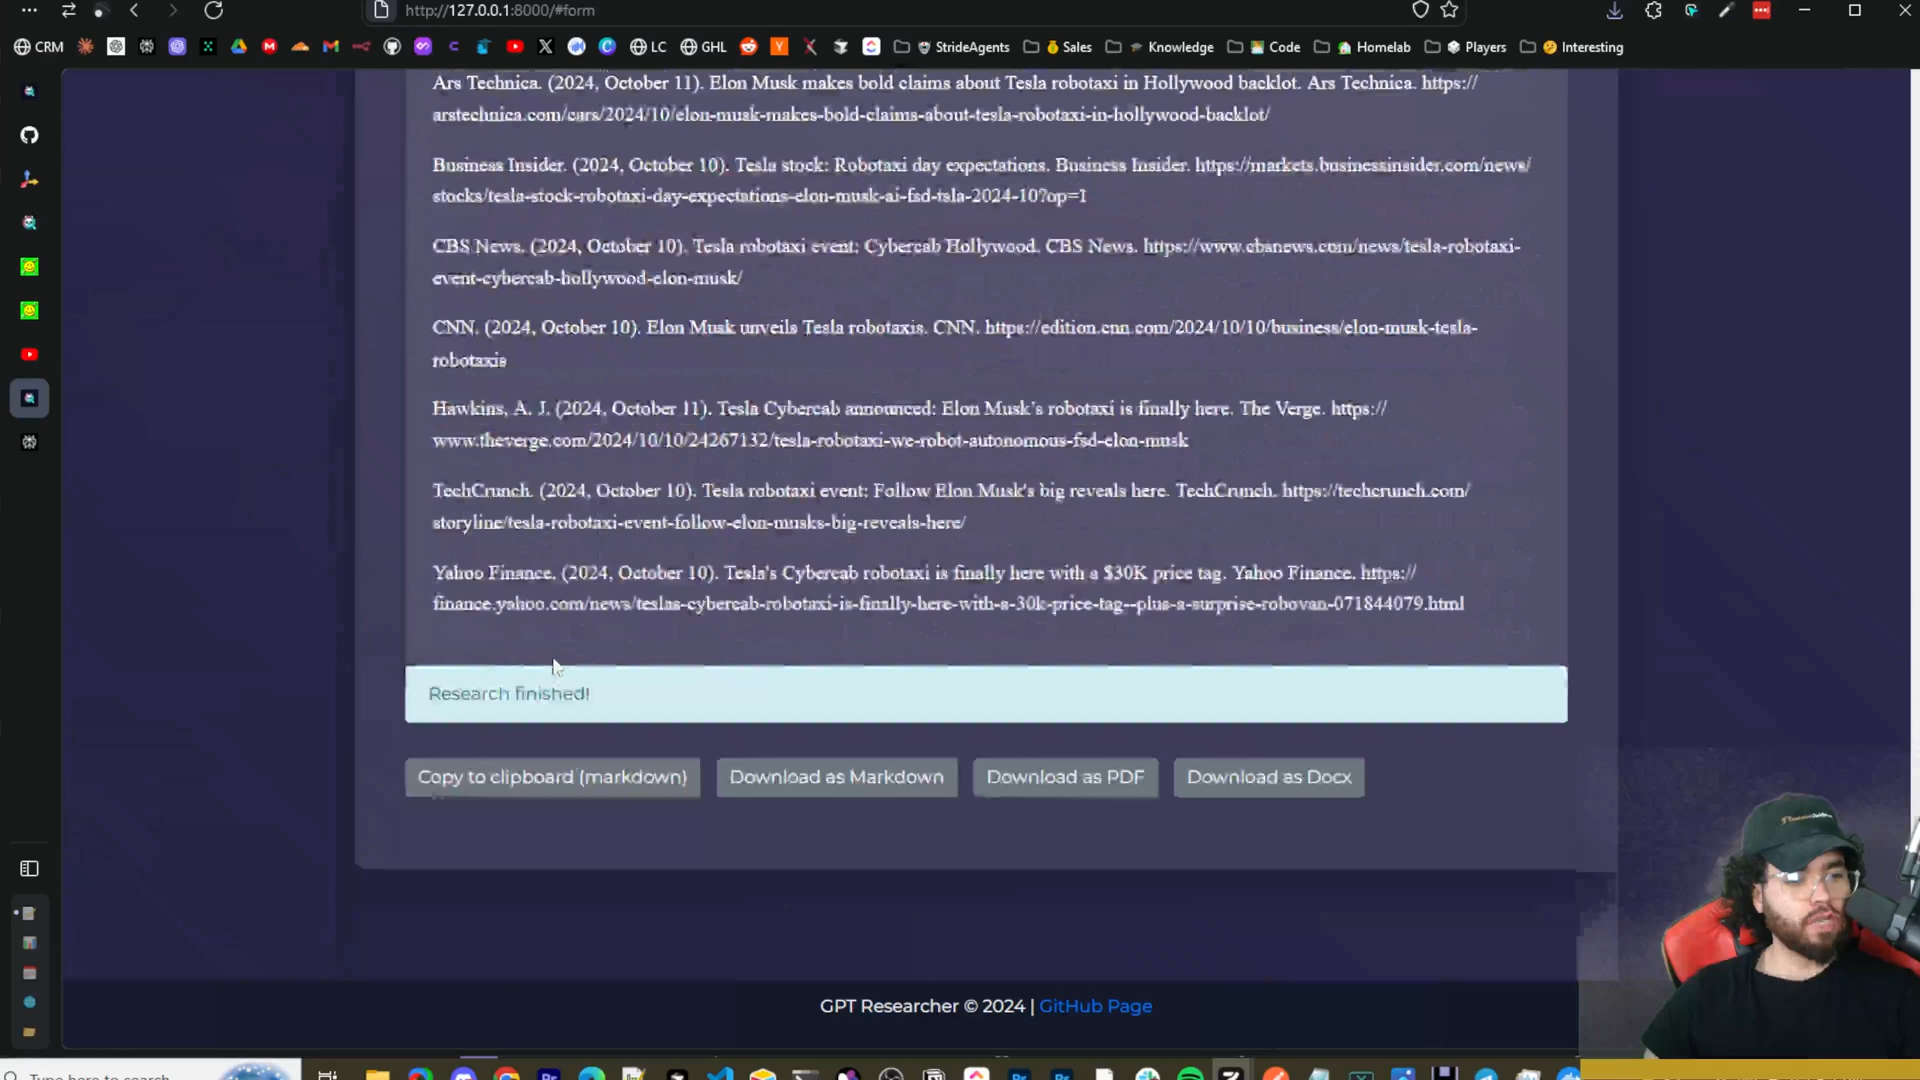 http://127.0.0.1:8000/#form
CRM
LC
GHL
StrideAgents
Sales
Knowledge
Code
Homelab
Players
Interesting
Ars Technica. (2024, October 11). Elon Musk makes bold claims about Tesla robotaxi in Hollywood backlot. Ars Technica. https://
arstechnica.com/cars/2024/10/elon-musk-makes-bold-claims-about-tesla-robotaxi-in-hollywood-backlot/
Business Insider. (2024, October 10). Tesla stock: Robotaxi day expectations. Business Insider. https://markets.businessinsider.com/news/
stocks/tesla-stock-robotaxi-day-expectations-elon-musk-ai-fsd-tsla-2024-10?op=1
CBS News. (2024, October 10). Tesla robotaxi event: Cybercab Hollywood. CBS News. https://www.cbsnews.com/news/tesla-robotaxi-
event-cybercab-hollywood-elon-musk/
CNN. (2024, October 10). Elon Musk unveils Tesla robotaxis. CNN. https://edition.cnn.com/2024/10/10/business/elon-musk-tesla-
robotaxis
Hawkins, A. J. (2024, October 11). Tesla Cybercab announced: Elon Musk's robotaxi is finally here. The Verge. https://
www.theverge.com/2024/10/10/24267132/tesla-robotaxi-we-robot-autonomous-fsd-elon-musk
TechCrunch. (2024, October 10). Tesla robotaxi event: Follow Elon Musk's big reveals here. TechCrunch. https://techcrunch.com/
storyline/tesla-robotaxi-event-follow-elon-musks-big-reveals-here/
Yahoo Finance. (2024, October 10). Tesla's Cybercab robotaxi is finally here with a $30K price tag. Yahoo Finance. https://
finance.yahoo.com/news/teslas-cybercab-robotaxi-is-finally-here-with-a-30k-price-tag--plus-a-surprise-robovan-071844079.html
Research finished!
Copy to clipboard (markdown)
Download as Markdown
Download as PDF
Download as Docx
GPT Researcher © 2024 | GitHub Page
Type here to search